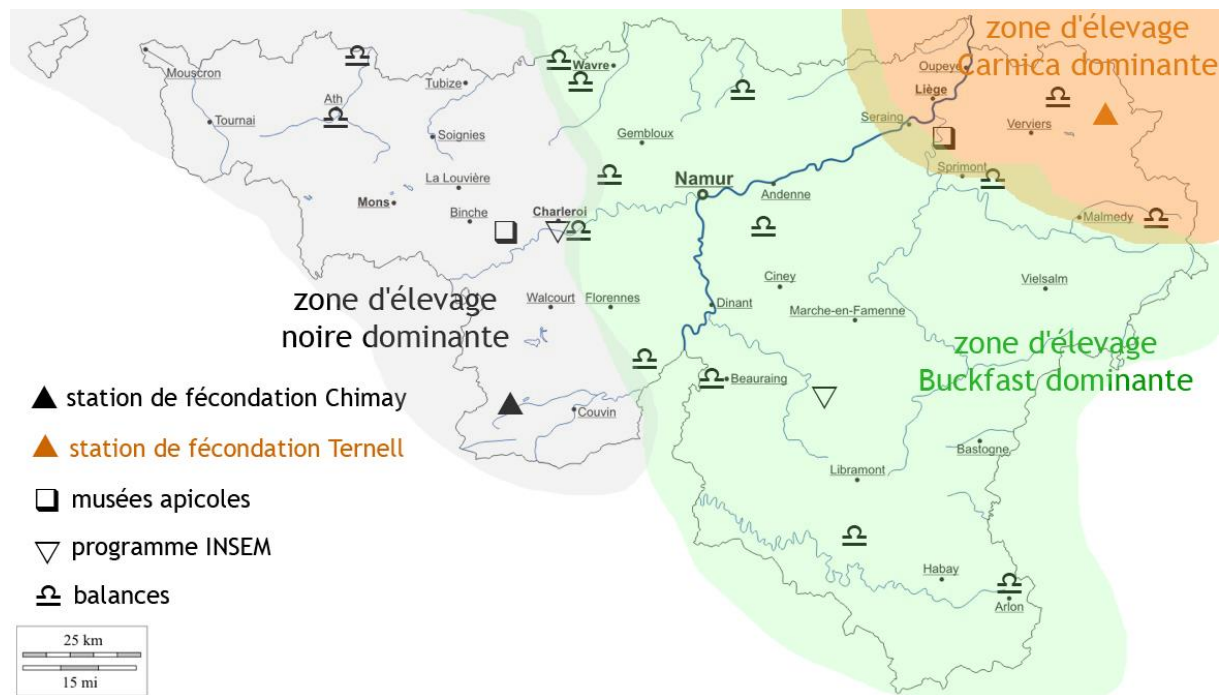 zone d'élevage
Carnica dominante
Mouscron
Wavre
Oupeye
Tubize
Liège
Ath
Tournai
Seraing
Verviers
Soignies
Gembloux
Sprimont
La Louvière
Namur
Andenne
Mons
Binche
Charleroi
Malmedy
Ciney
Vielsalm
zone d'élevage
noire dominante
Walcourt
Florennes
Dinant
Marche-en-Famenne
zone d'élevage
Buckfast dominante
Beauraing
station de fécondation Chimay
Couvin
station de fécondation Ternell
Bastogne
Libramont
musées apicoles
programme INSEM
Habay
balances
Arlon
25 km
15 mi